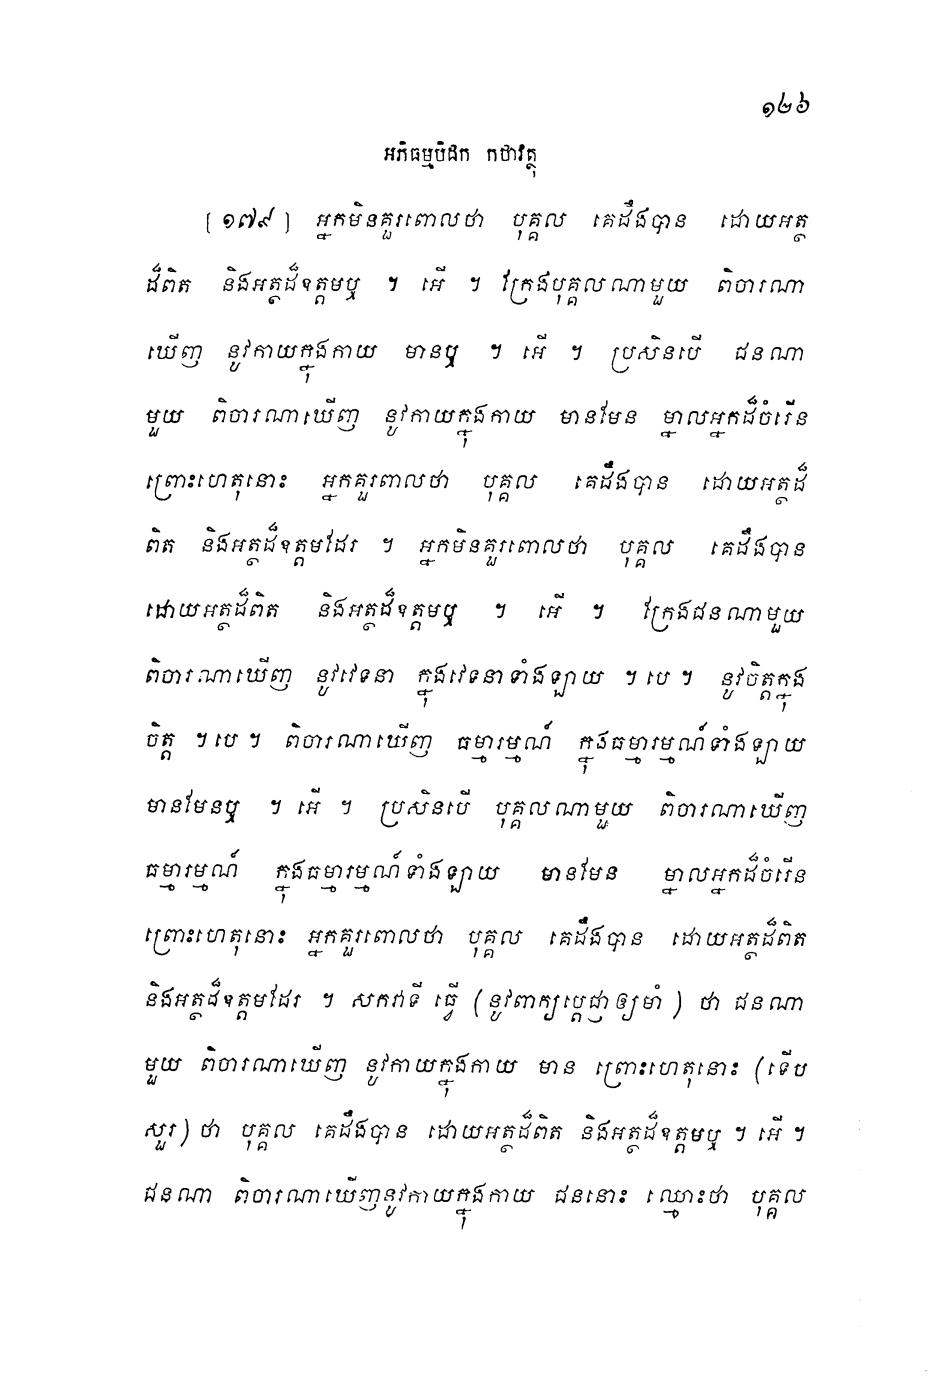 ១២៦
អភិធម្មបិដក កថាវត្ថុ
[១៧៩] អ្នកមិនគួរពោលថា បុគ្គល គេដឹងបាន ដោយអត្ថ
ដ៏ពិត និងអត្ថដ៏ឧត្តមឬ ។ អើ ។ ក្រែងបុគ្គលណាមួយ ពិចារណា
ឃើញ នូវកាយក្នុងកាយ មានឬ ។ អើ ។ ប្រសិនបើ ជនណា
មួយ ពិចារណាឃើញ នូវកាយក្នុងកាយ មានមែន ម្នាលអ្នកដ៏ចំរើន
ព្រោះហេតុនោះ អ្នកគួរពោលថា បុគ្គល គេដឹងបាន ដោយអត្ថដ៏
ពិត និងអត្ថដ៏ឧត្តមដែរ ។ អ្នកមិនគួរពោលថា បុគ្គល គេដឹងបាន
ដោយអត្ថដ៏ពិត និងអត្ថដ៏ឧត្តមឬ ។ អើ ។ ក្រែងជនណាមួយ
ពិចារណាឃើញ នូវវេទនា ក្នុងវេទនាទាំងឡាយ ។ បេ ។ នូវចិត្តក្នុង
ចិត្ត ។ បេ ។ ពិចារណាឃើញ ធម្មារម្មណ៍ ក្នុងធម្មារម្មណ៍ទាំងឡាយ
មានមែនឬ ។ អើ ។ ប្រសិនបើ បុគ្គលណាមួយ ពិចារណាឃើញ
ធម្មារម្មណ៍ ក្នុងធម្មារម្មណ៍ទាំងឡាយ មានមែន ម្នាលអ្នកដ៏ចំរើន
ព្រោះហេតុនោះ អ្នកគួរពោលថា បុគ្គល គេដឹងបាន ដោយអត្ថដ៏ពិត
និងអត្ថដ៏ឧត្តមដែរ ។ សកវាទី ធ្វើ (នូវពាក្យប្តេជ្ញាឲ្យមាំ) ថា ជនណា
មួយ ពិចារណាឃើញ នូវកាយក្នុងកាយ មាន ព្រោះហេតុនោះ (ទើប
សួរ) ថា បុគ្គល គេដឹងបាន ដោយអត្ថដ៏ពិត និងអត្ថដ៏ឧត្តមឬ ។ អើ ។
ជនណា ពិចារណាឃើញនូវកាយក្នុងកាយ ជននោះ ឈ្មោះថា បុគ្គល